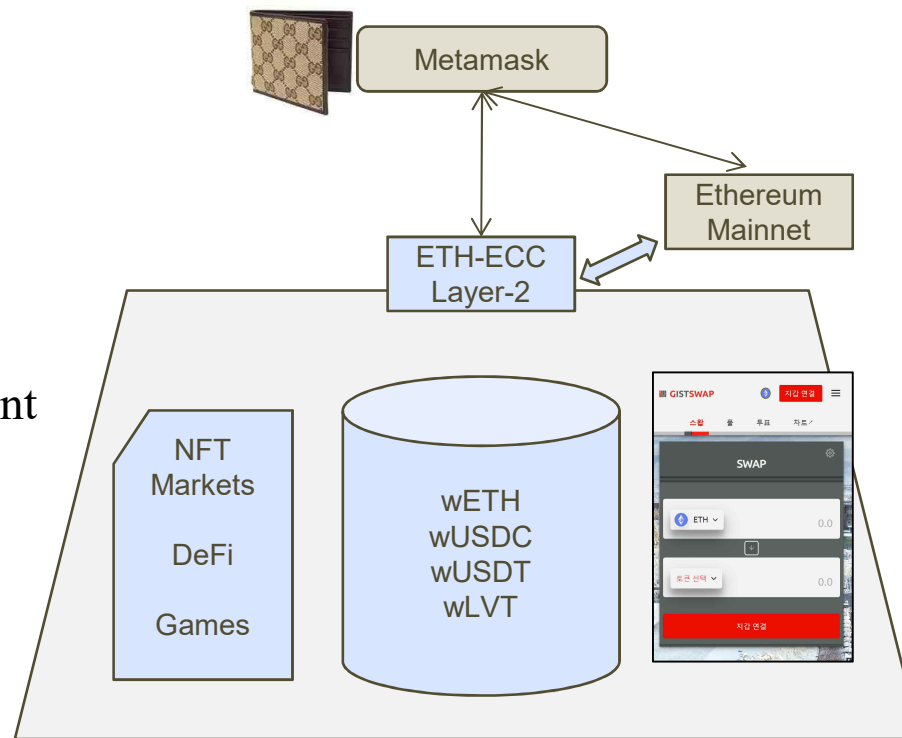 Metamask
Ethereum
Mainnet
ETH-ECC
Layer-2
nt
NFT
Markets
DeFi
Games
wETH
wUSDC
wUSDT
wLVT
GISTSWAP
지갑 연결
스왑 풀 투표 차트↗
SWAP
ETH
0.0
토큰 선택
0.0
지갑 연결